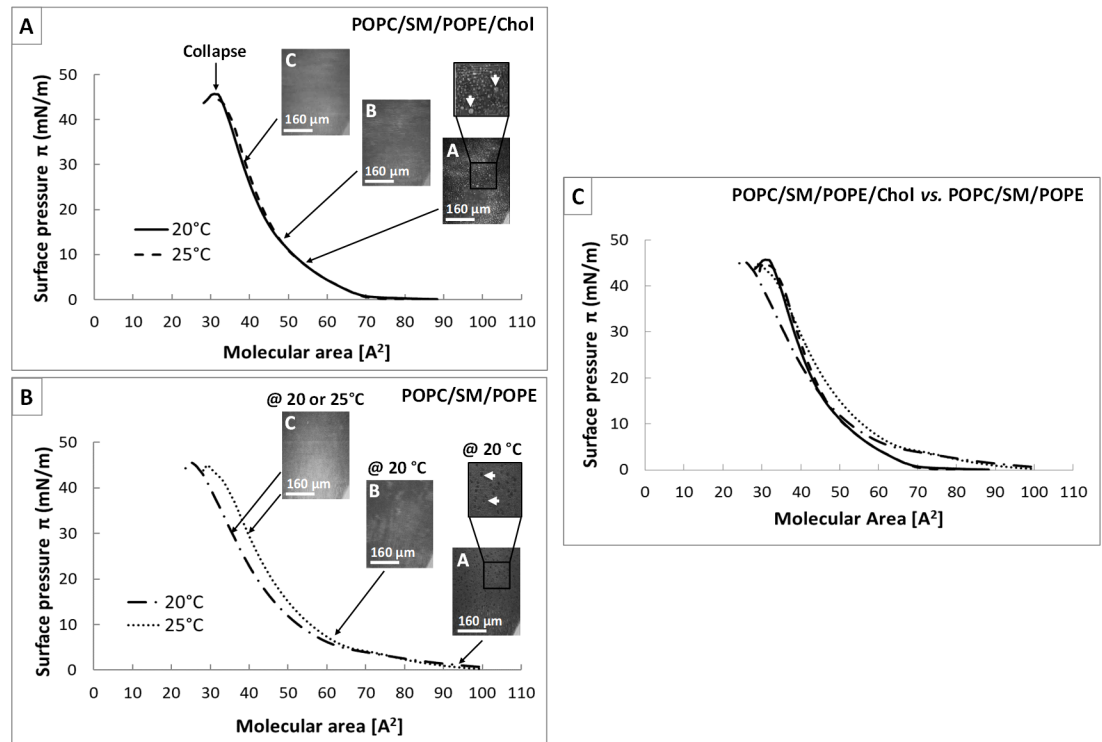 A
POPC/SM/POPE/Chol
Collapse
C
160 µm
B
160 µm
A
160 µm
Surface pressure π (mN/m)
50
40
30
20
10
0
20°C
25°C
0 10 20 30 40 50 60 70 80 90 100 110
Molecular area [A²]
B
POPC/SM/POPE
@ 20 or 25°C
C
160 µm
@ 20 °C
B
160 µm
@ 20 °C
A
160 µm
Surface pressure π (mN/m)
50
40
30
20
10
0
20°C
25°C
0 10 20 30 40 50 60 70 80 90 100 110
Molecular area [A²]
C
POPC/SM/POPE/Chol vs. POPC/SM/POPE
Surface pressure π (mN/m)
50
40
30
20
10
0
0 10 20 30 40 50 60 70 80 90 100 110
Molecular Area [A²]